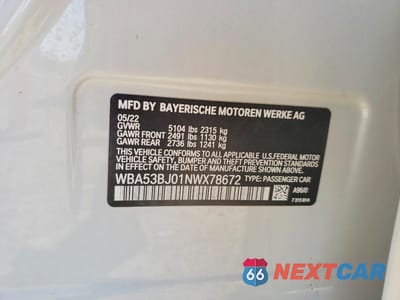 MFD BY BAYERISCHE MOTOREN WERKE AG
05/22
GVWR 5104 lbs 2315 kg
GAWR FRONT 2491 lbs 1130 kg
GAWR REAR 2736 lbs 1241 kg
THIS VEHICLE CONFORMS TO ALL APPLICABLE U.S. FEDERAL MOTOR
VEHICLE SAFETY, BUMPER, AND THEFT PREVENTION STANDARDS
IN EFFECT ON THE DATE OF MANUFACTURE SHOWN ABOVE.
WBA53BJ01NWX78672 TYPE: PASSENGER CAR
A96/0
66 NEXTCAR